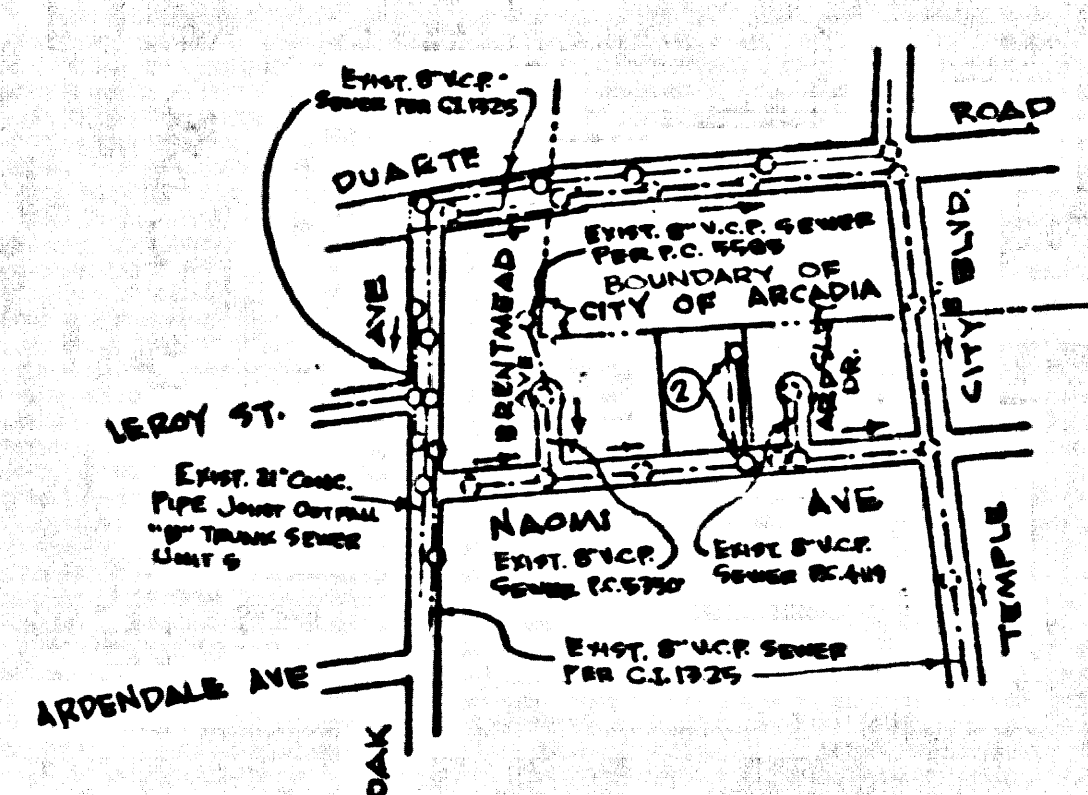 EXIST. 8" V.C.P.
SEWER PER C.I. 1325
ROAD
DUARTE
EXIST. 8" V.C.P. SEWER
PER P.C. 5505
BOUNDARY OF
CITY OF ARCADIA
BLVD.
CITY
AVE
BRENTMEAD
AVE
DR.
2
LEROY ST.
EXIST. 21" CONC.
PIPE JOINT OUTFALL
TRUNK SEWER
UNIT 5
NAOMI
AVE
EXIST. 8" V.C.P.
SEWER P.C. 5750
EXIST. 8" V.C.P.
SEWER P.C. 4119
TEMPLE
EXIST. 8" V.C.P. SEWER
PER C.I. 1325
ARDENDALE AVE
OAK